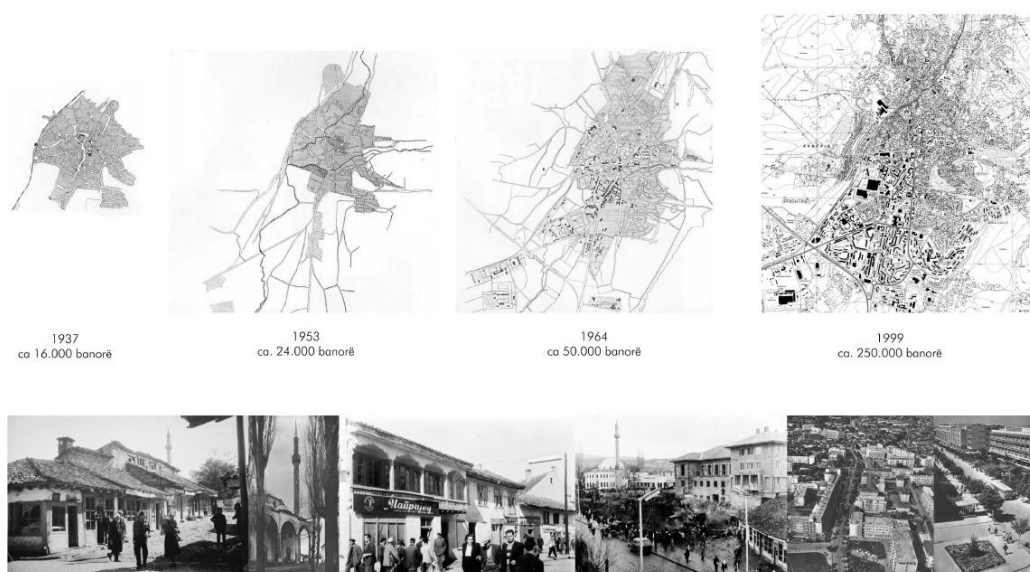 1937
ca 16.000 banorë
1953
ca. 24.000 banorë
1964
ca 50.000 banorë
1999
ca. 250.000 banorë